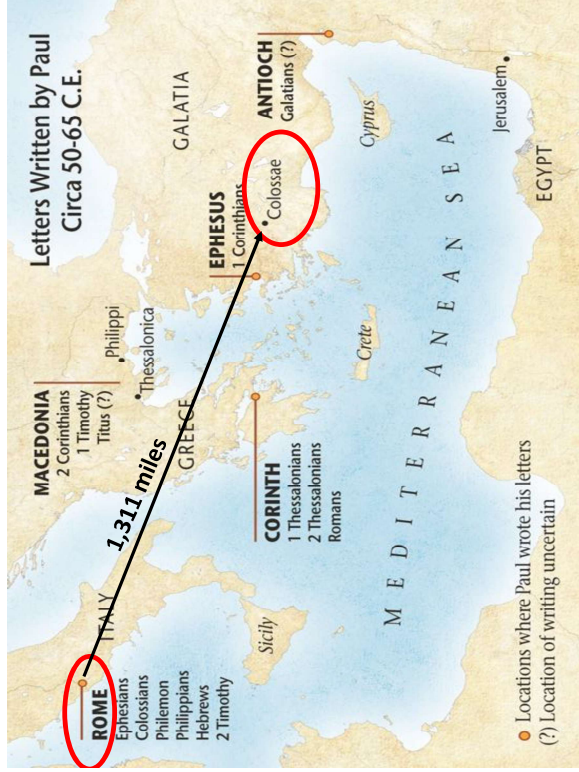 Letters Written by Paul
Circa 50-65 C.E.
MACEDONIA
2 Corinthians
1 Timothy
Titus (?)
Philippi
Thessalonica
GALATIA
EPHESUS
1 Corinthians
Colossae
ANTIOCH
Galatians (?)
1,311 miles
ITALY
GREECE
ROME
Ephesians
Colossians
Philemon
Philippians
Hebrews
2 Timothy
CORINTH
1 Thessalonians
2 Thessalonians
Romans
Sicily
Crete
Cyprus
MEDITERRANEAN SEA
Jerusalem
EGYPT
Locations where Paul wrote his letters
(?) Location of writing uncertain